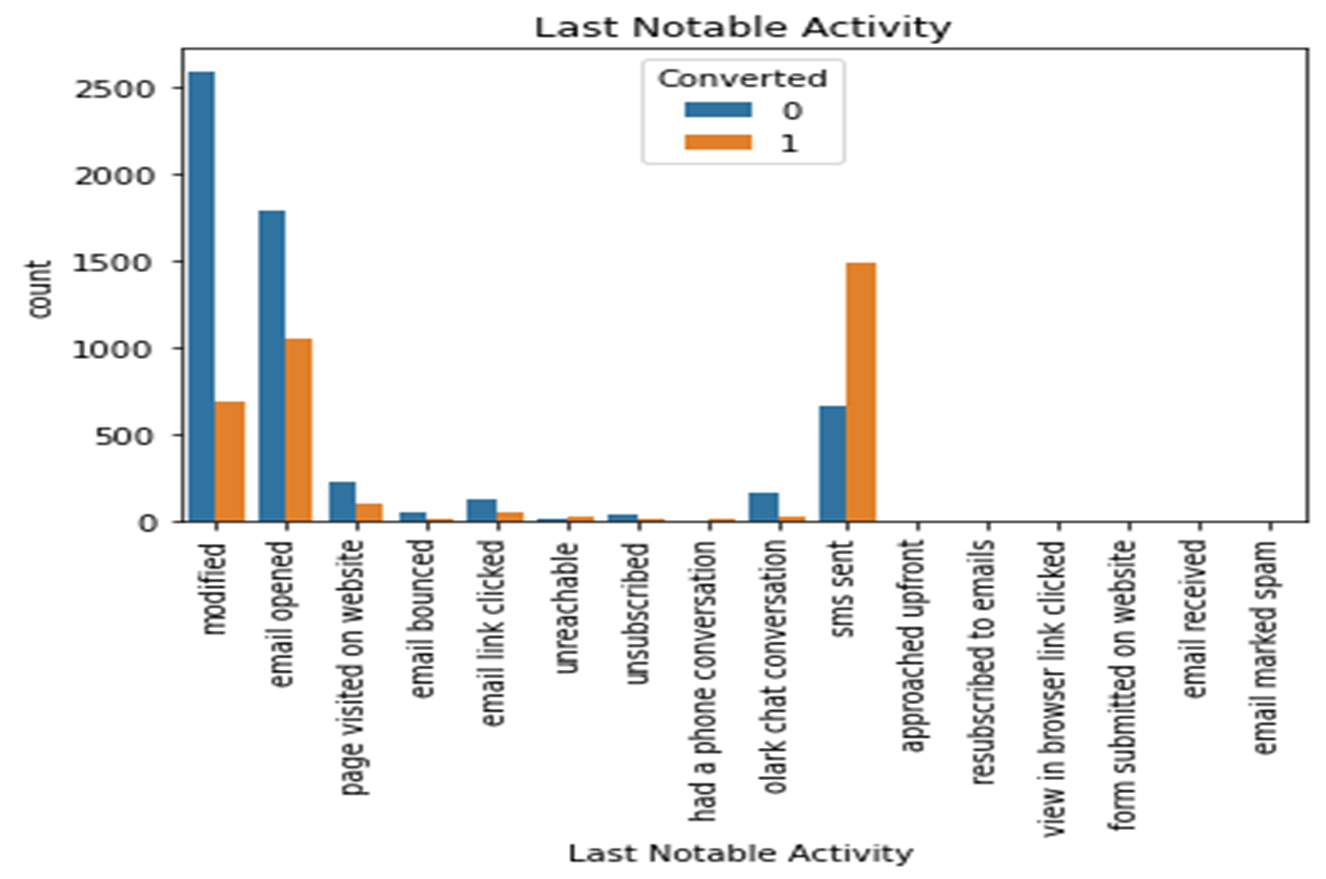 Last Notable Activity
Converted
0
1
2500
2000
1500
1000
500
0
count
modified
email opened
page visited on website
email bounced
email link clicked
unreachable
unsubscribed
had a phone conversation
olark chat conversation
sms sent
approached upfront
resubscribed to emails
view in browser link clicked
form submitted on website
email received
email marked spam
Last Notable Activity